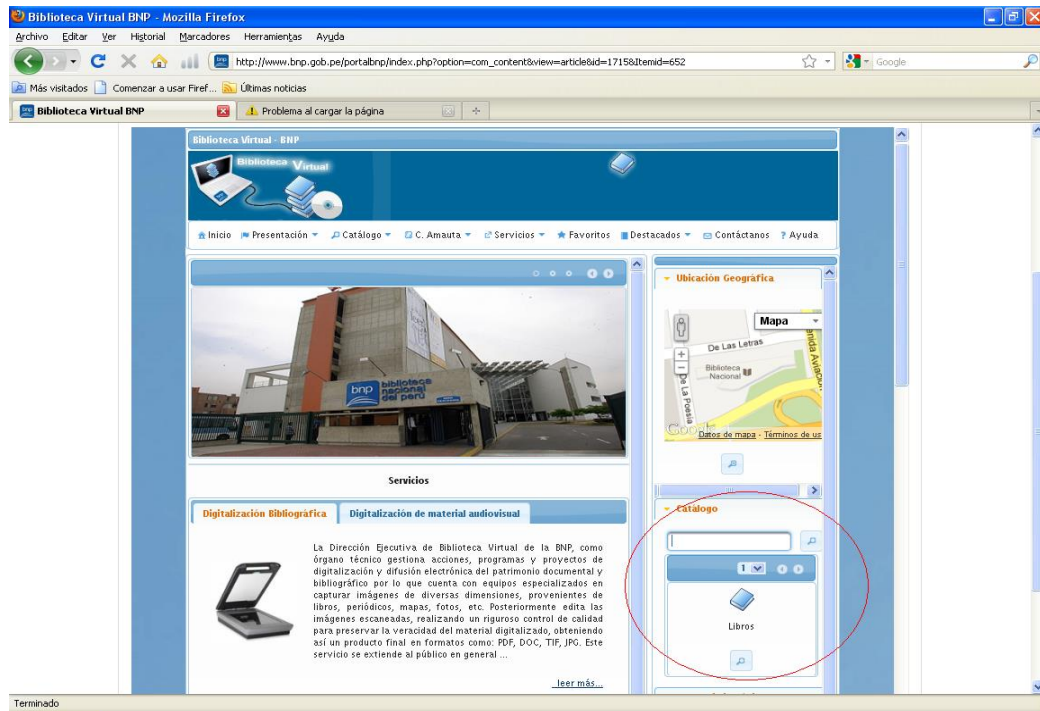 Biblioteca Virtual BNP - Mozilla Firefox
Archivo Editar Ver Historial Marcadores Herramientas Ayuda
http://www.bnp.gob.pe/portalbnp/index.php?option=com_content&view=article&id=1715&Itemid=652
Google
Más visitados Comenzar a usar Firef... Últimas noticias
Biblioteca Virtual BNP
Problema al cargar la página
Biblioteca Virtual - BNP
Biblioteca Virtual
Inicio Presentación Catálogo C. Amauta Servicios Favoritos Destacados Contáctanos ? Ayuda
bnp biblioteca
nacional
del perú
Servicios
Digitalización Bibliográfica
Digitalización de material audiovisual
La Dirección Ejecutiva de Biblioteca Virtual de la BNP, como
órgano técnico gestiona acciones, programas y proyectos de
digitalización y difusión electrónica del patrimonio documental y
bibliográfico por lo que cuenta con equipos especializados en
capturar imágenes de diversas dimensiones, provenientes de
libros, periódicos, mapas, fotos, etc. Posteriormente edita las
imágenes escaneadas, realizando un riguroso control de calidad
para preservar la veracidad del material digitalizado, obteniendo
así un producto final en formatos como: PDF, DOC, TIF, JPG. Este
servicio se extiende al público en general ...
leer más...
Ubicación Geográfica
Mapa
De Las Letras
Biblioteca
Nacional
De La Poesía
enida Aviación
Google
Datos de mapa - Términos de us
Catálogo
1
Libros
Terminado